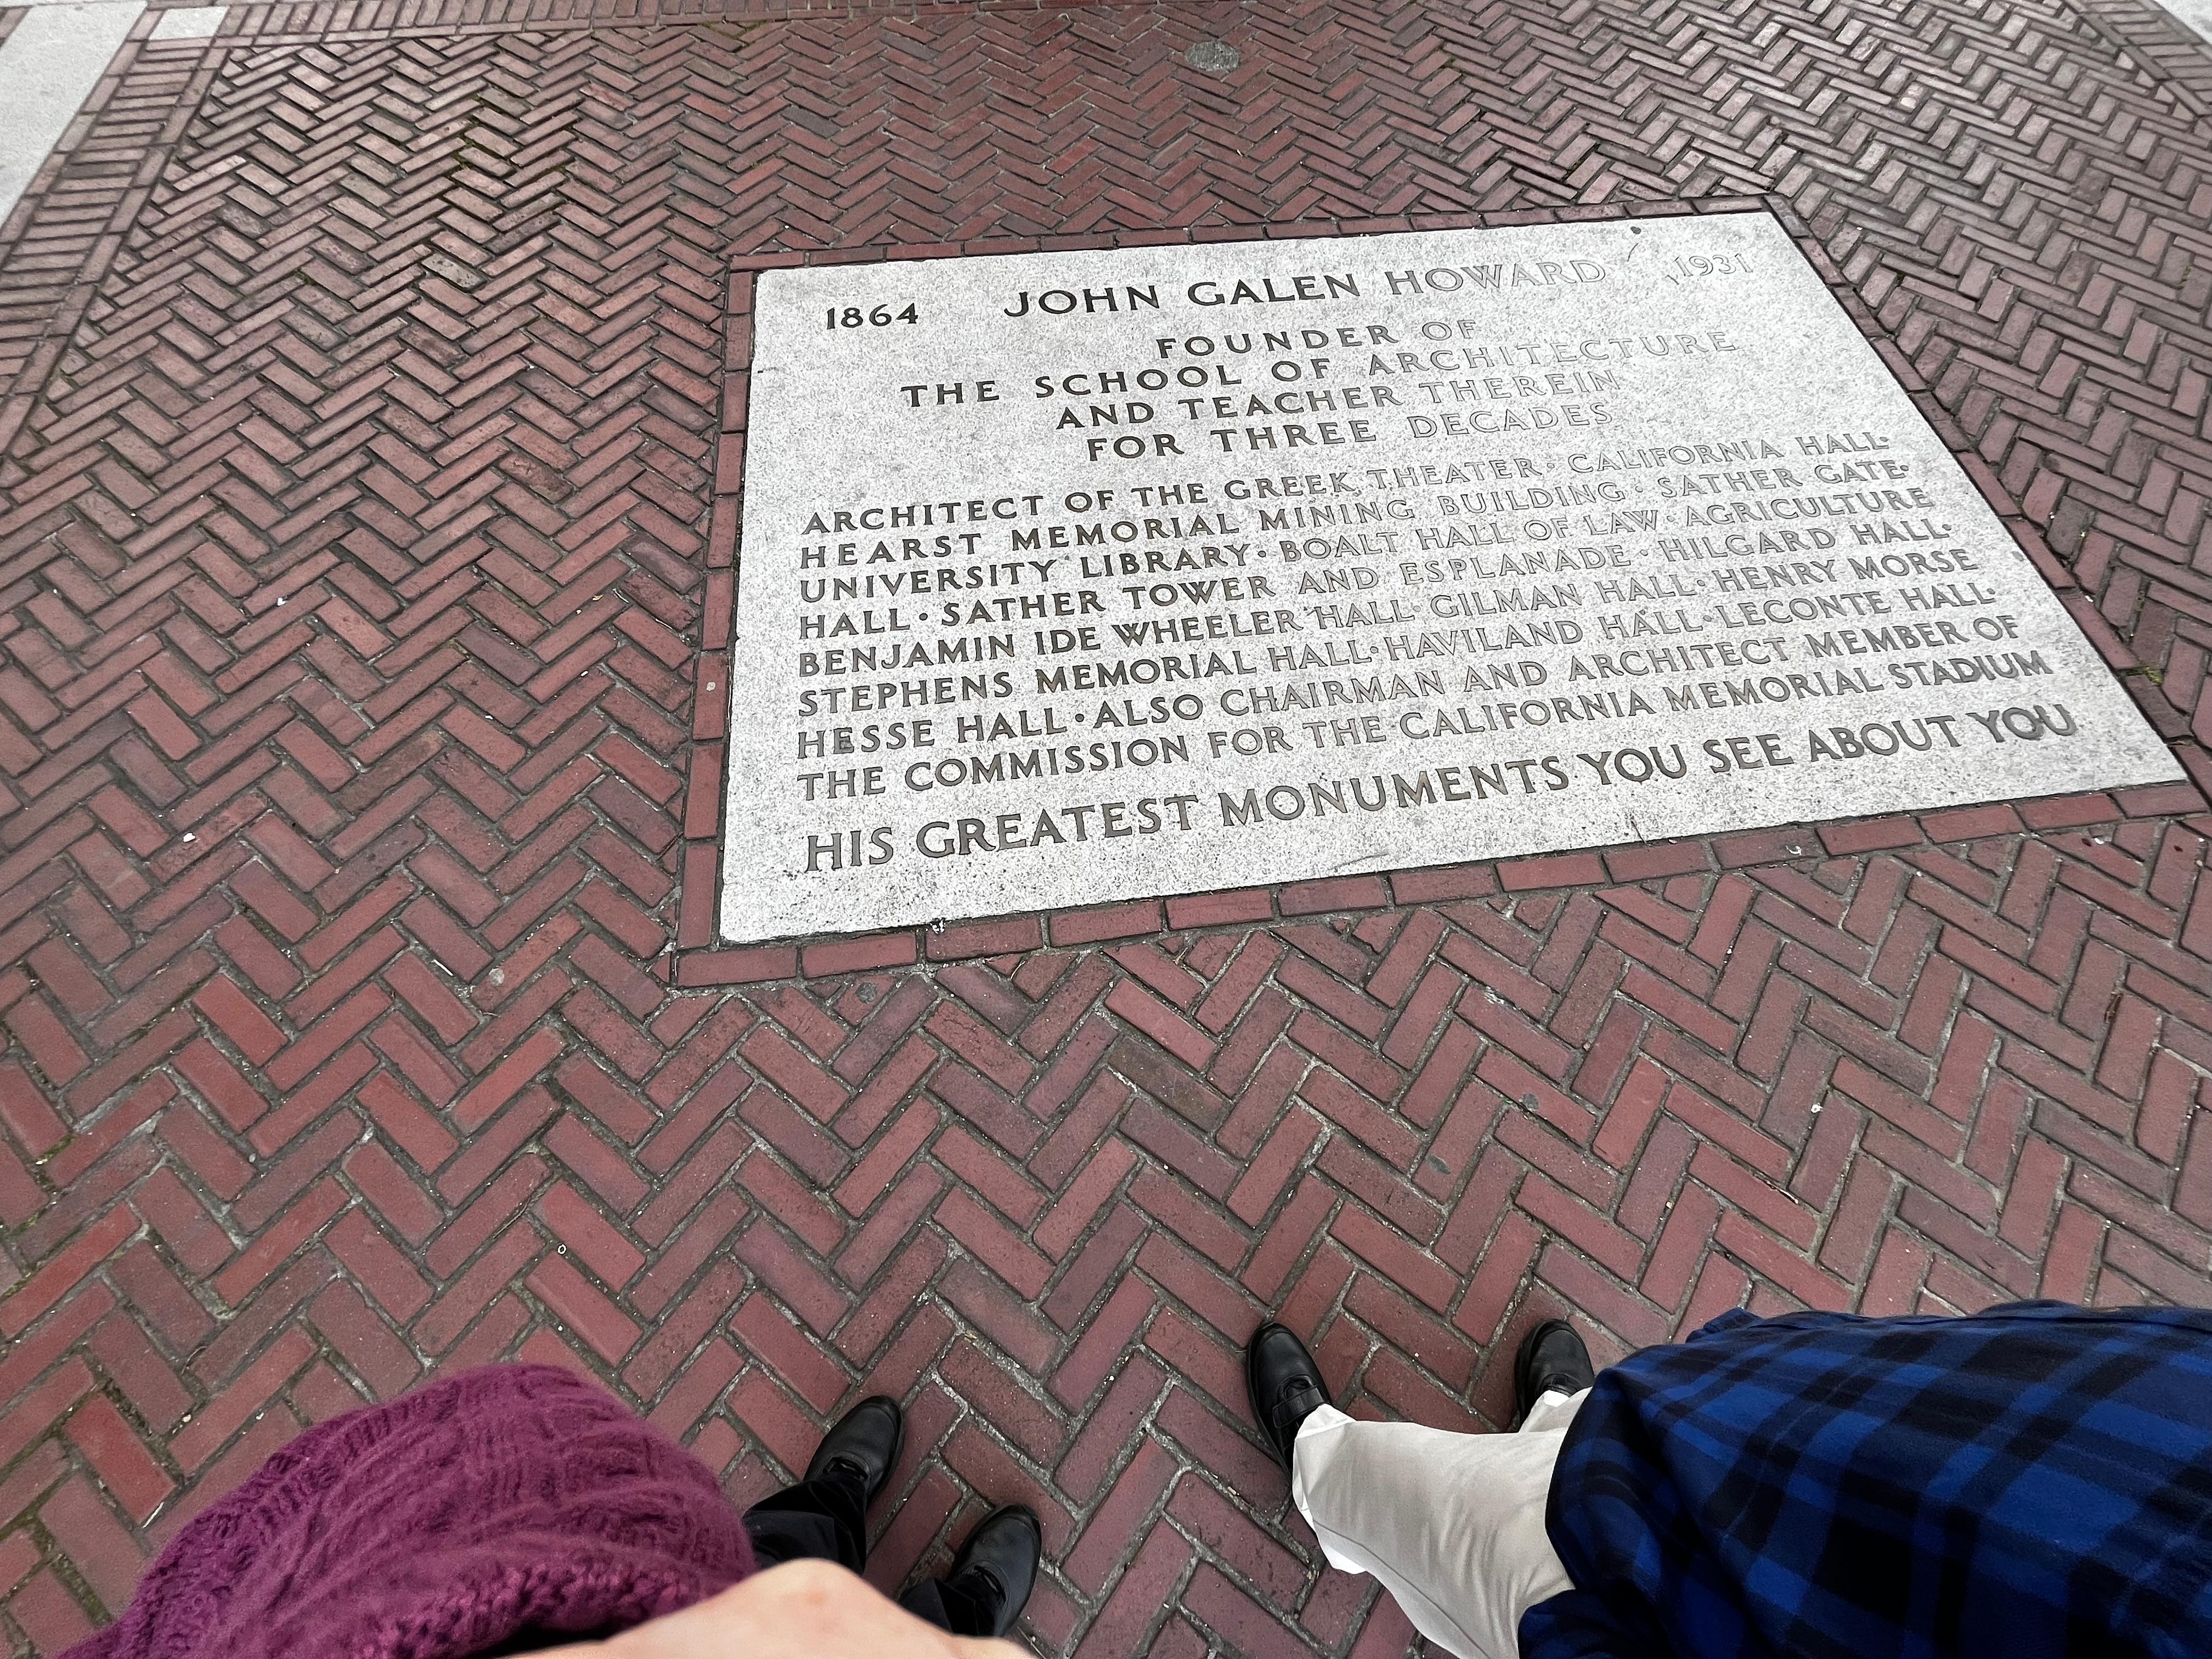 1864 JOHN GALEN HOWARD 1931
FOUNDER OF
THE SCHOOL OF ARCHITECTURE
AND TEACHER THEREIN
FOR THREE DECADES
ARCHITECT OF THE GREEK THEATER · CALIFORNIA HALL ·
HEARST MEMORIAL MINING BUILDING · SATHER GATE ·
UNIVERSITY LIBRARY · BOALT HALL OF LAW · AGRICULTURE
HALL · SATHER TOWER AND ESPLANADE · HILGARD HALL ·
BENJAMIN IDE WHEELER HALL · GILMAN HALL · HENRY MORSE
STEPHENS MEMORIAL HALL · HAVILAND HALL · LECONTE HALL ·
HESSE HALL · ALSO CHAIRMAN AND ARCHITECT MEMBER OF
THE COMMISSION FOR THE CALIFORNIA MEMORIAL STADIUM
HIS GREATEST MONUMENTS YOU SEE ABOUT YOU